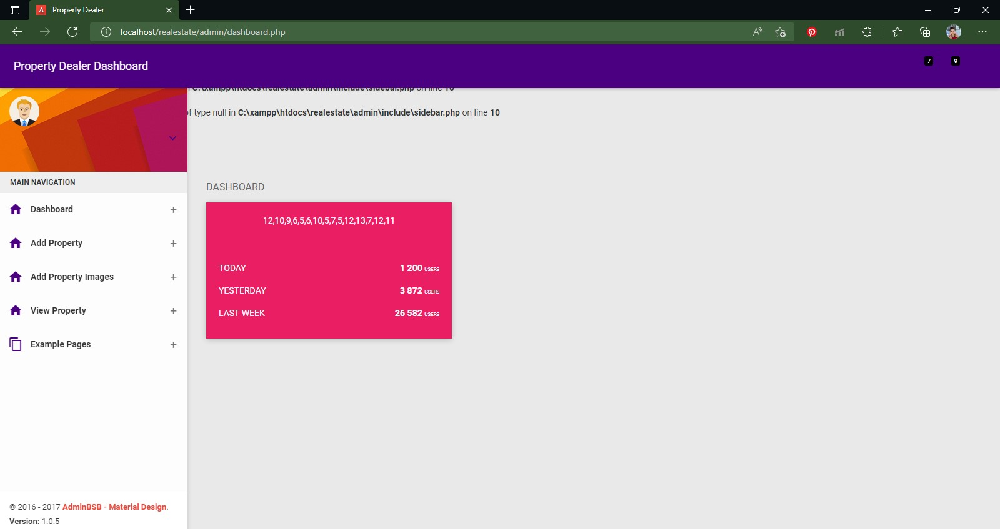 Property Dealer
localhost/realestate/admin/dashboard.php
Property Dealer Dashboard
7
9
C:\xampp\htdocs\realestate\admin\include\sidebar.php on line 10
of type null in C:\xampp\htdocs\realestate\admin\include\sidebar.php on line 10
MAIN NAVIGATION
Dashboard +
Add Property +
Add Property Images +
View Property +
Example Pages +
DASHBOARD
12,10,9,6,5,6,10,5,7,5,12,13,7,12,11
TODAY 1 200 USERS
YESTERDAY 3 872 USERS
LAST WEEK 26 582 USERS
© 2016 - 2017 AdminBSB - Material Design.
Version: 1.0.5